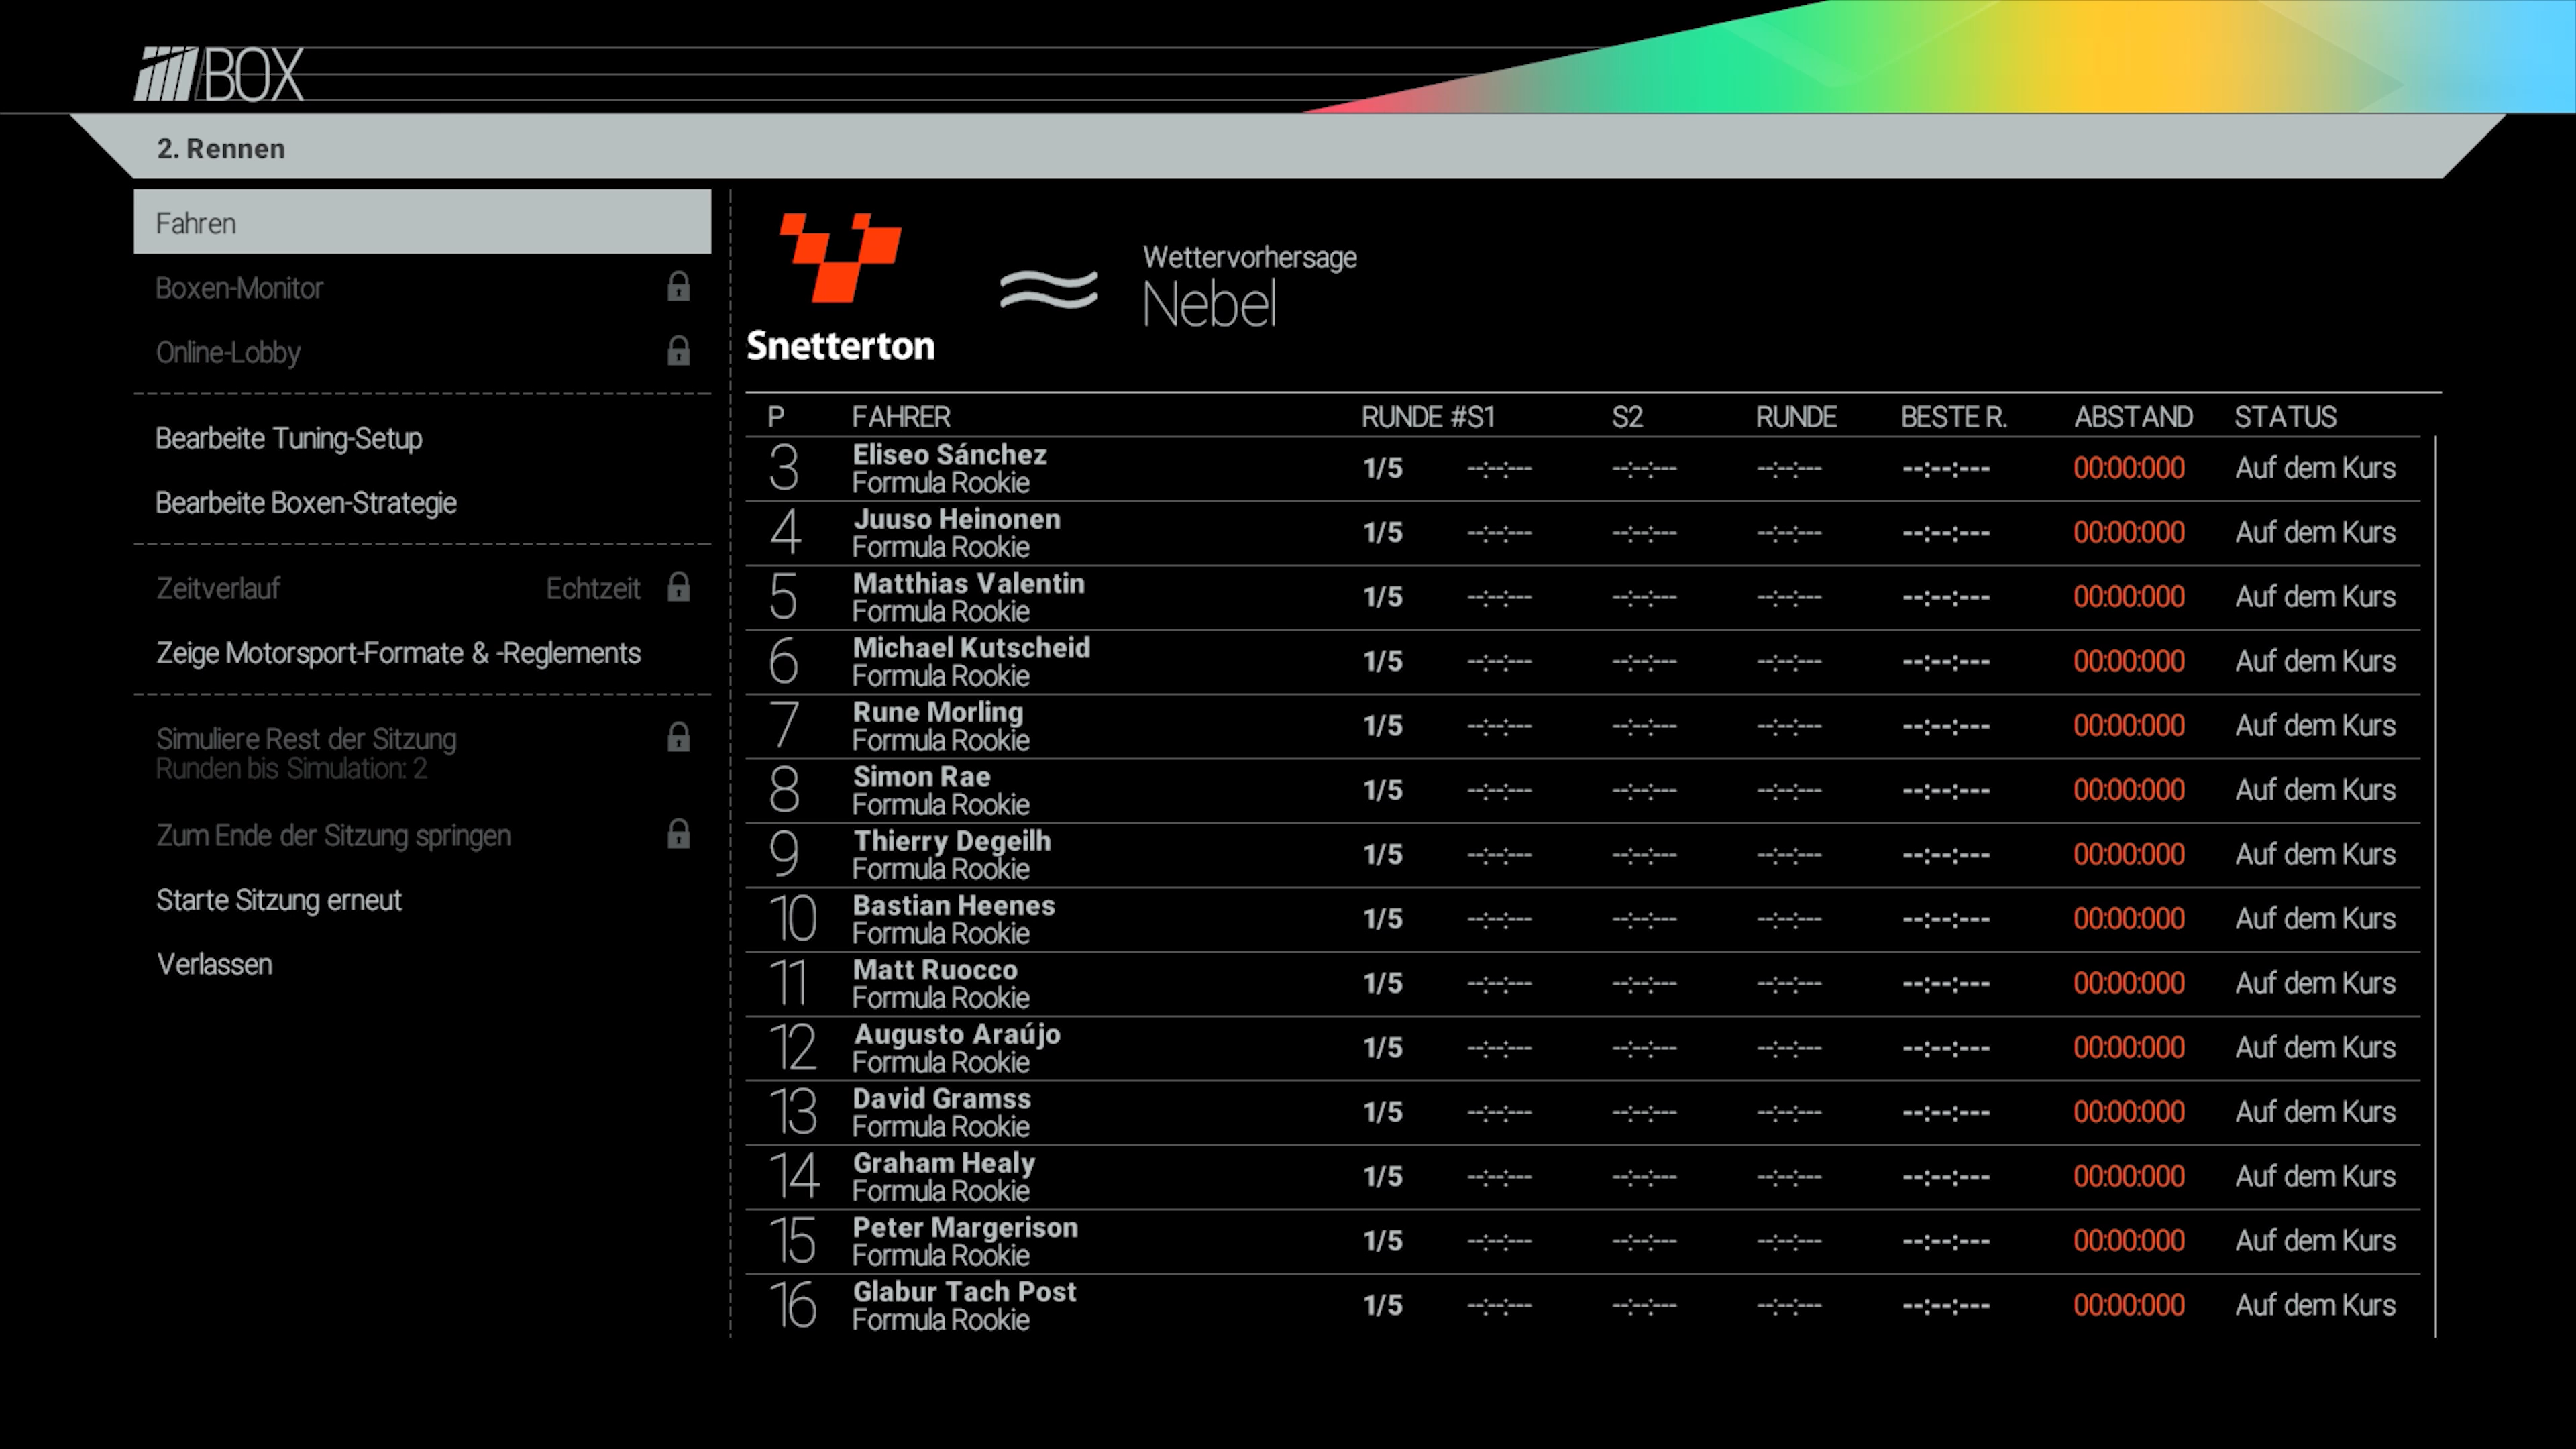 BOX
2. Rennen
Fahren
Boxen-Monitor
Online-Lobby
Bearbeite Tuning-Setup
Bearbeite Boxen-Strategie
Zeitverlauf Echtzeit
Zeige Motorsport-Formate & -Reglements
Simuliere Rest der Sitzung
Runden bis Simulation: 2
Zum Ende der Sitzung springen
Starte Sitzung erneut
Verlassen
Snetterton
Wettervorhersage
Nebel
P FAHRER RUNDE # S1 S2 RUNDE BESTE R. ABSTAND STATUS
3 Eliseo Sánchez 1/5 --:--:--- --:--:--- --:--:--- --:--:--- 00:00:000 Auf dem Kurs
Formula Rookie
4 Juuso Heinonen 1/5 --:--:--- --:--:--- --:--:--- --:--:--- 00:00:000 Auf dem Kurs
Formula Rookie
5 Matthias Valentin 1/5 --:--:--- --:--:--- --:--:--- --:--:--- 00:00:000 Auf dem Kurs
Formula Rookie
6 Michael Kutscheid 1/5 --:--:--- --:--:--- --:--:--- --:--:--- 00:00:000 Auf dem Kurs
Formula Rookie
7 Rune Morling 1/5 --:--:--- --:--:--- --:--:--- --:--:--- 00:00:000 Auf dem Kurs
Formula Rookie
8 Simon Rae 1/5 --:--:--- --:--:--- --:--:--- --:--:--- 00:00:000 Auf dem Kurs
Formula Rookie
9 Thierry Degeilh 1/5 --:--:--- --:--:--- --:--:--- --:--:--- 00:00:000 Auf dem Kurs
Formula Rookie
10 Bastian Heenes 1/5 --:--:--- --:--:--- --:--:--- --:--:--- 00:00:000 Auf dem Kurs
Formula Rookie
11 Matt Ruocco 1/5 --:--:--- --:--:--- --:--:--- --:--:--- 00:00:000 Auf dem Kurs
Formula Rookie
12 Augusto Araújo 1/5 --:--:--- --:--:--- --:--:--- --:--:--- 00:00:000 Auf dem Kurs
Formula Rookie
13 David Gramss 1/5 --:--:--- --:--:--- --:--:--- --:--:--- 00:00:000 Auf dem Kurs
Formula Rookie
14 Graham Healy 1/5 --:--:--- --:--:--- --:--:--- --:--:--- 00:00:000 Auf dem Kurs
Formula Rookie
15 Peter Margerison 1/5 --:--:--- --:--:--- --:--:--- --:--:--- 00:00:000 Auf dem Kurs
Formula Rookie
16 Glabur Tach Post 1/5 --:--:--- --:--:--- --:--:--- --:--:--- 00:00:000 Auf dem Kurs
Formula Rookie